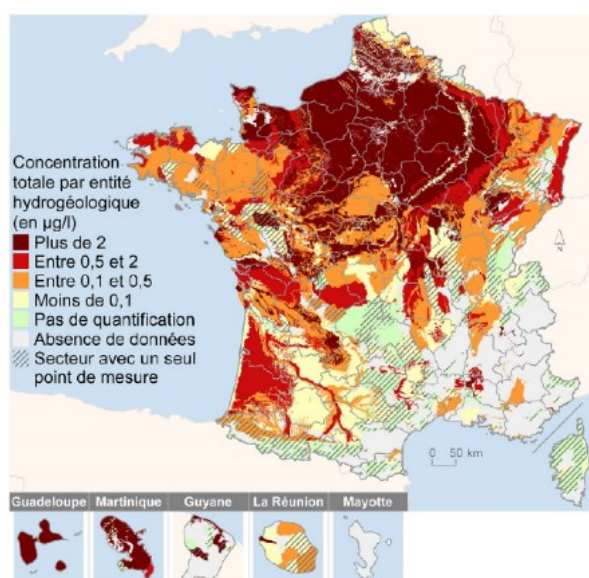 Concentration
totale par entité
hydrogéologique
(en µg/l)
Plus de 2
Entre 0,5 et 2
Entre 0,1 et 0,5
Moins de 0,1
Pas de quantification
Absence de données
Secteur avec un seul
point de mesure
N
0 50 km
Guadeloupe Martinique Guyane La Réunion Mayotte